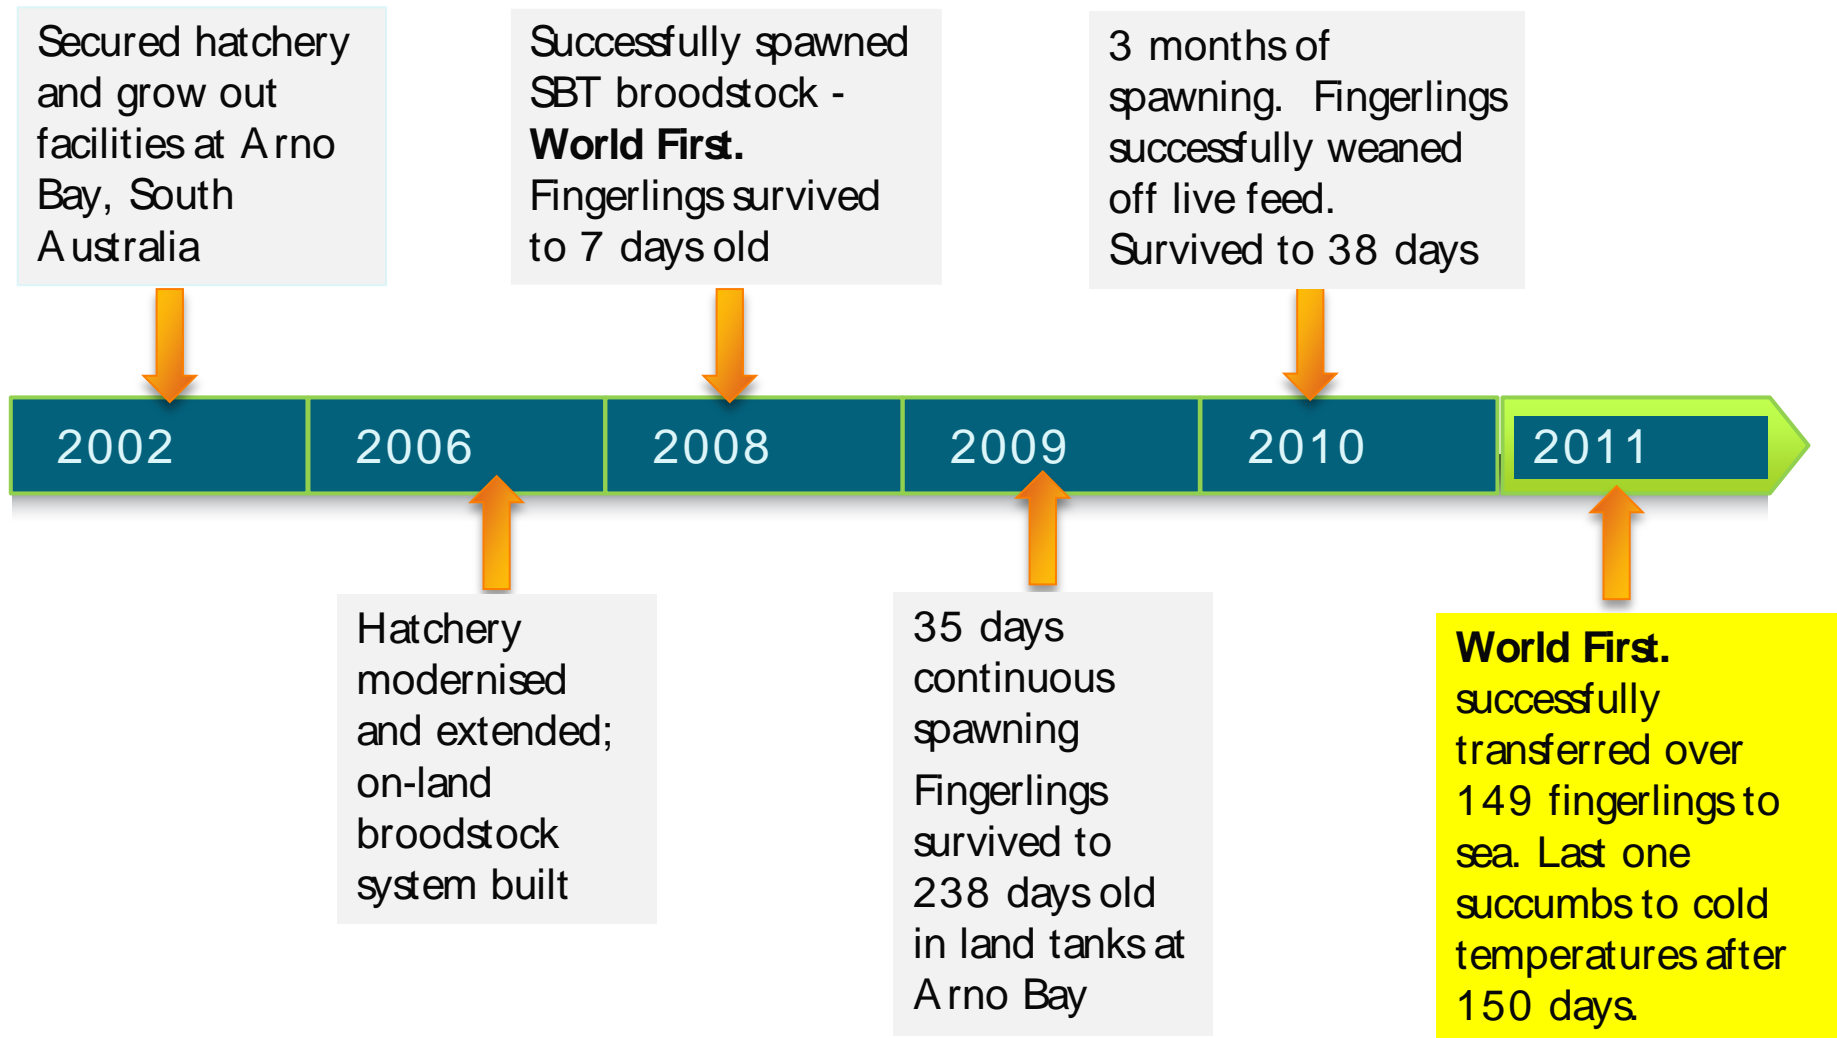 Secured hatchery
and grow out
facilities at Arno
Bay, South
Australia
Successfully spawned
SBT broodstock -
World First.
Fingerlings survived
to 7 days old
3 months of
spawning. Fingerlings
successfully weaned
off live feed.
Survived to 38 days
2002
2006
2008
2009
2010
2011
Hatchery
modernised
and extended;
on-land
broodstock
system built
35 days
continuous
spawning
Fingerlings
survived to
238 days old
in land tanks at
Arno Bay
World First.
successfully
transferred over
149 fingerlings to
sea. Last one
succumbs to cold
temperatures after
150 days.